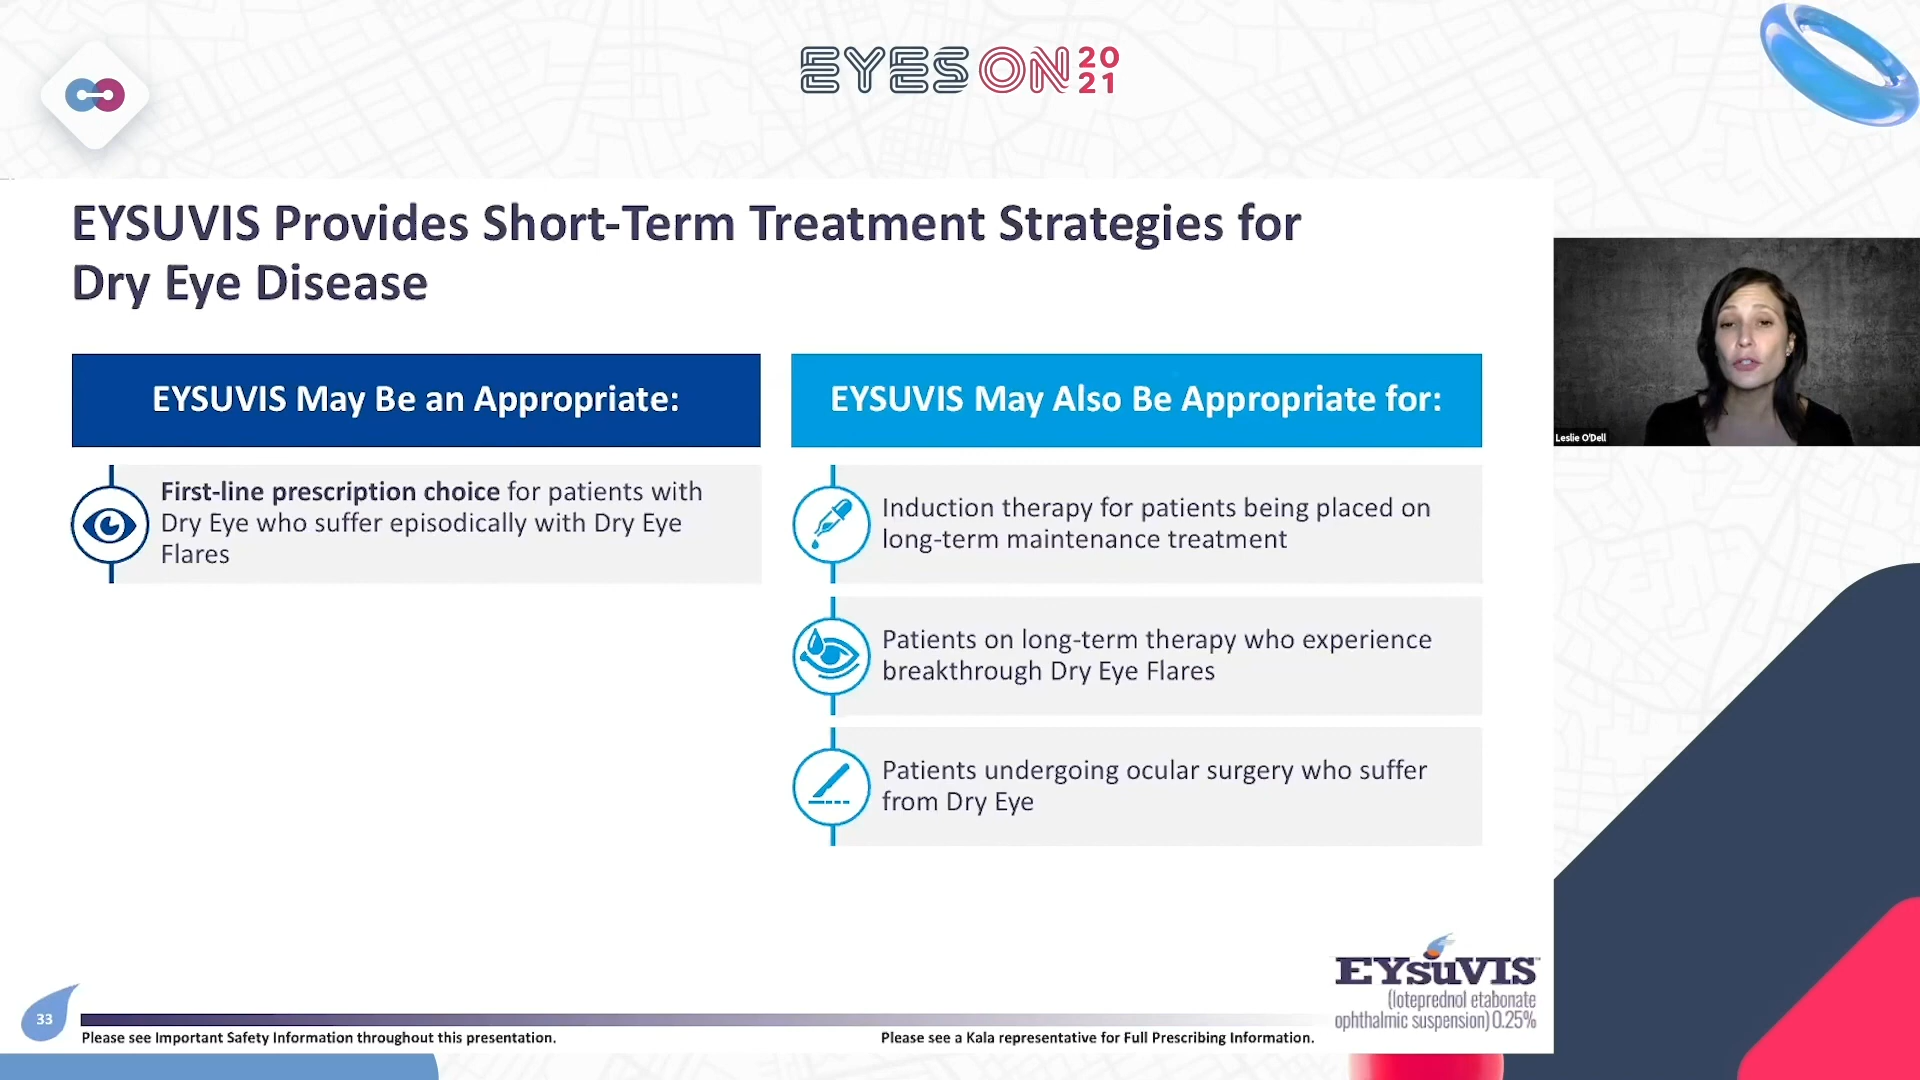 EYES ON 20
21
EYSUVIS Provides Short-Term Treatment Strategies for
Dry Eye Disease
EYSUVIS May Be an Appropriate:
First-line prescription choice for patients with
Dry Eye who suffer episodically with Dry Eye
Flares
EYSUVIS May Also Be Appropriate for:
Induction therapy for patients being placed on
long-term maintenance treatment
Patients on long-term therapy who experience
breakthrough Dry Eye Flares
Patients undergoing ocular surgery who suffer
from Dry Eye
Leslie O'Dell
EYsuVIS™
(loteprednol etabonate
ophthalmic suspension) 0.25%
33
Please see Important Safety Information throughout this presentation.
Please see a Kala representative for Full Prescribing Information.